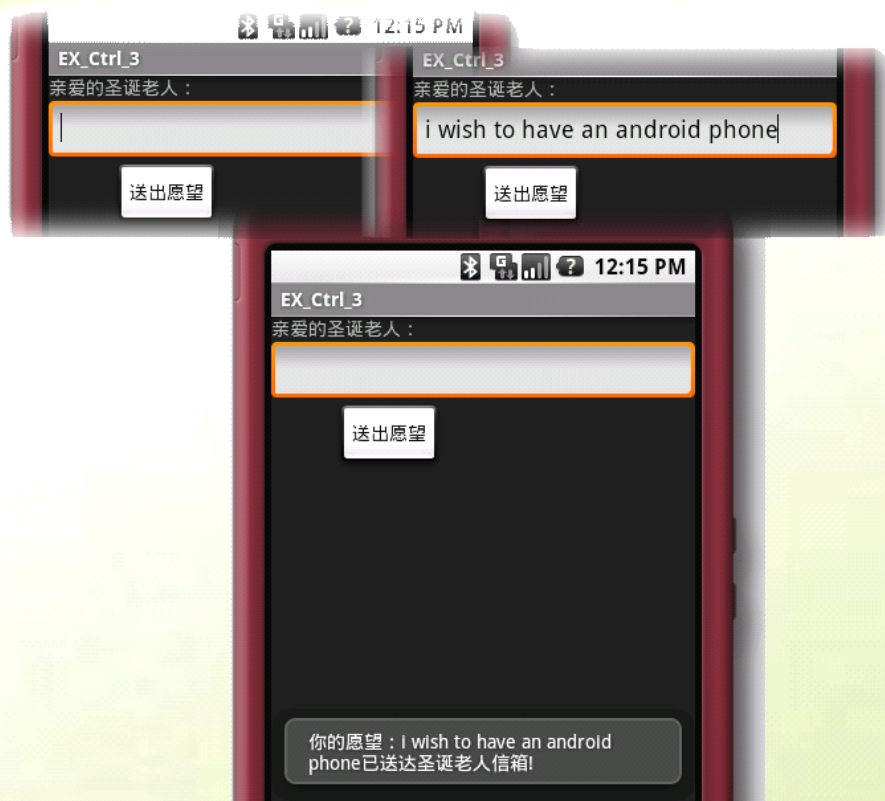 12:15 PM
EX_Ctrl_3
亲爱的圣诞老人：
送出愿望
EX_Ctrl_3
亲爱的圣诞老人：
i wish to have an android phone
送出愿望
12:15 PM
EX_Ctrl_3
亲爱的圣诞老人：
送出愿望
你的愿望：i wish to have an android
phone已送达圣诞老人信箱!